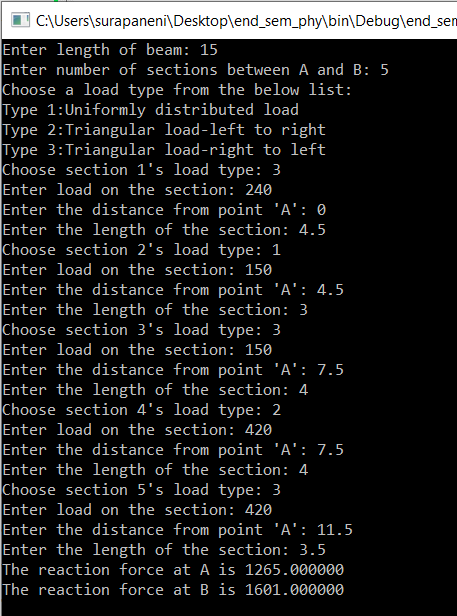 C:\Users\surapaneni\Desktop\end_sem_phy\bin\Debug\end_sem
Enter length of beam: 15
Enter number of sections between A and B: 5
Choose a load type from the below list:
Type 1:Uniformly distributed load
Type 2:Triangular load-left to right
Type 3:Triangular load-right to left
Choose section 1's load type: 3
Enter load on the section: 240
Enter the distance from point 'A': 0
Enter the length of the section: 4.5
Choose section 2's load type: 1
Enter load on the section: 150
Enter the distance from point 'A': 4.5
Enter the length of the section: 3
Choose section 3's load type: 3
Enter load on the section: 150
Enter the distance from point 'A': 7.5
Enter the length of the section: 4
Choose section 4's load type: 2
Enter load on the section: 420
Enter the distance from point 'A': 7.5
Enter the length of the section: 4
Choose section 5's load type: 3
Enter load on the section: 420
Enter the distance from point 'A': 11.5
Enter the length of the section: 3.5
The reaction force at A is 1265.000000
The reaction force at B is 1601.000000